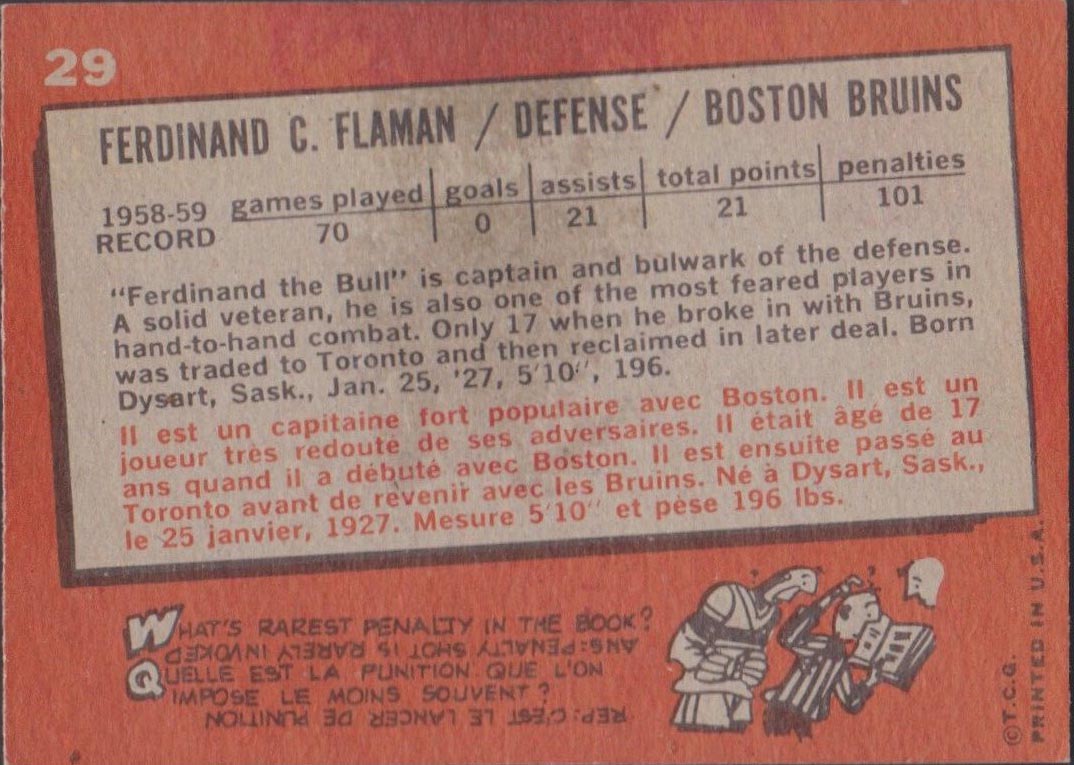 29
FERDINAND C. FLAMAN / DEFENSE / BOSTON BRUINS
1958-59 RECORD
games played goals assists total points penalties
70 0 21 21 101
"Ferdinand the Bull" is captain and bulwark of the defense.
A solid veteran, he is also one of the most feared players in
hand-to-hand combat. Only 17 when he broke in with Bruins,
was traded to Toronto and then reclaimed in later deal. Born
Dysart, Sask., Jan. 25, '27, 5'10", 196.
Il est un capitaine fort populaire avec Boston. Il est un
joueur très redouté de ses adversaires. Il était âgé de 17
ans quand il a débuté avec Boston. Il est ensuite passé au
Toronto avant de revenir avec les Bruins. Né à Dysart, Sask.,
le 25 janvier, 1927. Mesure 5'10" et pèse 196 lbs.
WHAT'S RAREST PENALTY IN THE BOOK?
ANS: PENALTY SHOT IS RARELY INVOKED
QUELLE EST LA PUNITION QUE L'ON
IMPOSE LE MOINS SOUVENT?
REP: C'EST LE LANCER DE PUNITION
©T.C.G. PRINTED IN U.S.A.